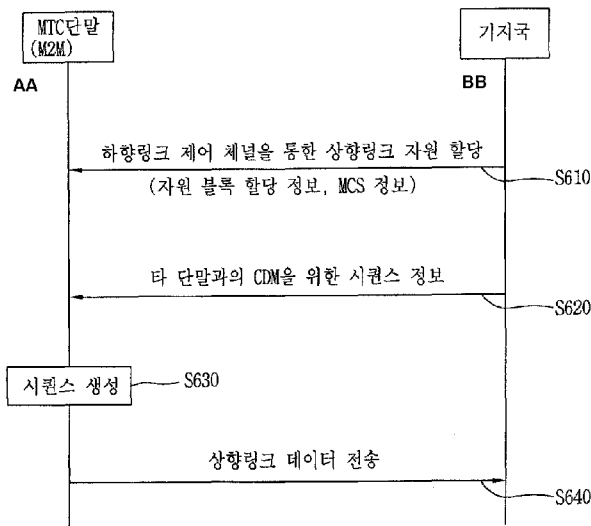 MTC단말
(M2M)
기지국
AA
BB
하향링크 제어 채널을 통한 상향링크 자원 할당
(자원 블록 할당 정보, MCS 정보)
S610
타 단말과의 CDM을 위한 시퀀스 정보
S620
시퀀스 생성
S630
상향링크 데이터 전송
S640